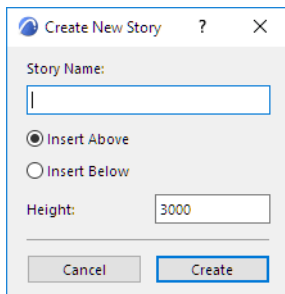 Create New Story ?
Story Name:
Insert Above
Insert Below
Height: 3000
Cancel Create